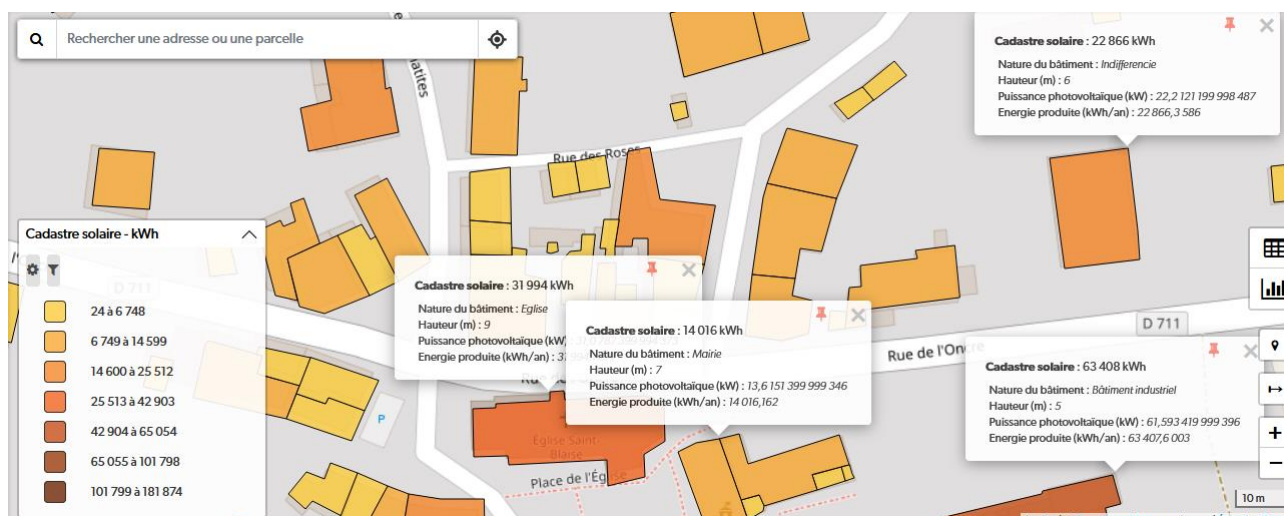 Rechercher une adresse ou une parcelle
Cadastre solaire : 22 866 kWh
Nature du bâtiment : Indifferencie
Hauteur (m) : 6
Puissance photovoltaïque (kW) : 22,2 121 199 998 487
Energie produite (kWh/an) : 22 866,3 586
Rue des Roses
Cadastre solaire - kWh
24 à 6 748
6 749 à 14 599
14 600 à 25 512
25 513 à 42 903
42 904 à 65 054
65 055 à 101 798
101 799 à 181 874
D 711
Cadastre solaire : 31 994 kWh
Nature du bâtiment : Eglise
Hauteur (m) : 9
Puissance photovoltaïque (kW)
Energie produite (kWh/an) :
Cadastre solaire : 14 016 kWh
Nature du bâtiment : Mairie
Hauteur (m) : 7
Puissance photovoltaïque (kW) : 13,6 151 399 999 346
Energie produite (kWh/an) : 14 016,162
D 711
Rue de l'Oncre
Cadastre solaire : 63 408 kWh
Nature du bâtiment : Bâtiment industriel
Hauteur (m) : 5
Puissance photovoltaïque (kW) : 61,593 419 999 396
Energie produite (kWh/an) : 63 407,6 003
P
Église Saint-
Blaise
Place de l'Église
10 m